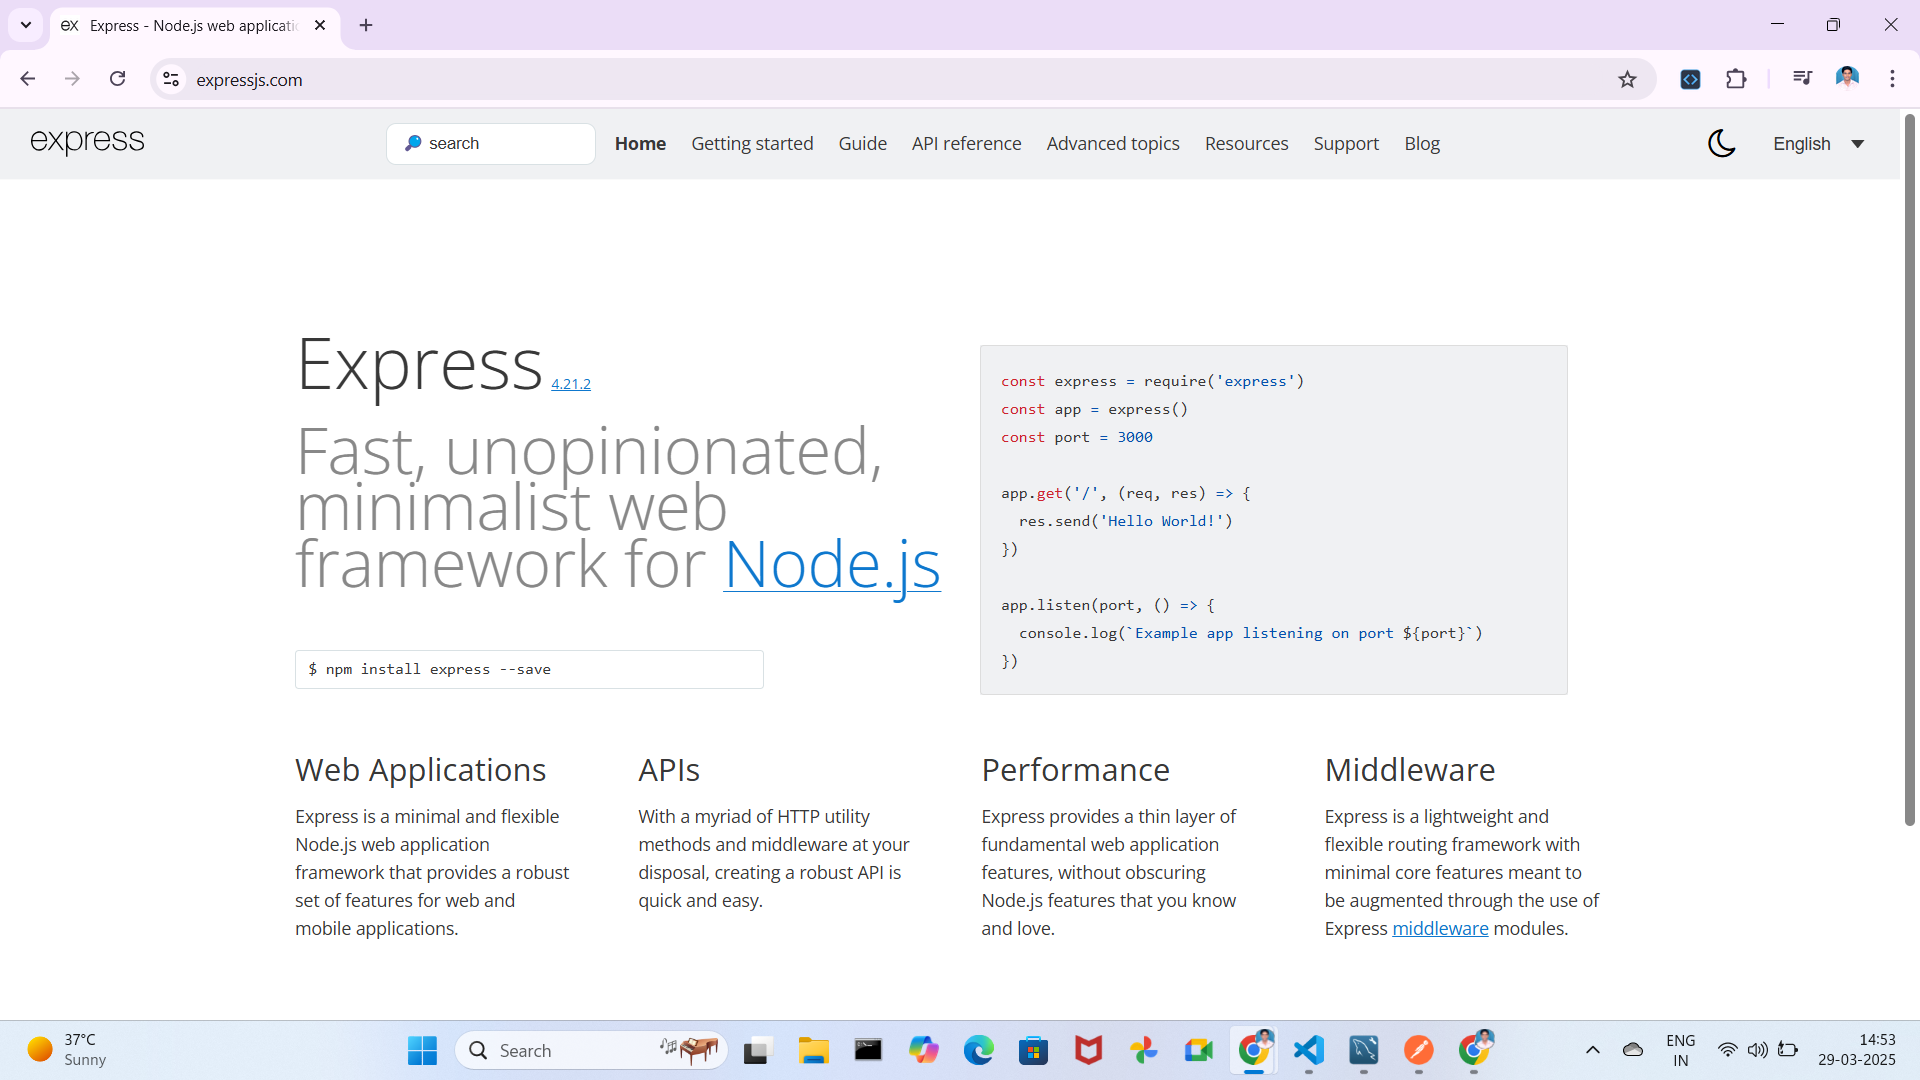 ex Express - Node.js web applicati
expressjs.com
express
search
Home
Getting started
Guide
API reference
Advanced topics
Resources
Support
Blog
English
Express 4.21.2
Fast, unopinionated,
minimalist web
framework for Node.js
$ npm install express --save
const express = require('express')
const app = express()
const port = 3000
app.get('/', (req, res) => {
  res.send('Hello World!')
})
app.listen(port, () => {
  console.log(`Example app listening on port ${port}`)
})
Web Applications
Express is a minimal and flexible
Node.js web application
framework that provides a robust
set of features for web and
mobile applications.
APIs
With a myriad of HTTP utility
methods and middleware at your
disposal, creating a robust API is
quick and easy.
Performance
Express provides a thin layer of
fundamental web application
features, without obscuring
Node.js features that you know
and love.
Middleware
Express is a lightweight and
flexible routing framework with
minimal core features meant to
be augmented through the use of
Express middleware modules.
37°C
Sunny
Search
ENG
IN
14:53
29-03-2025